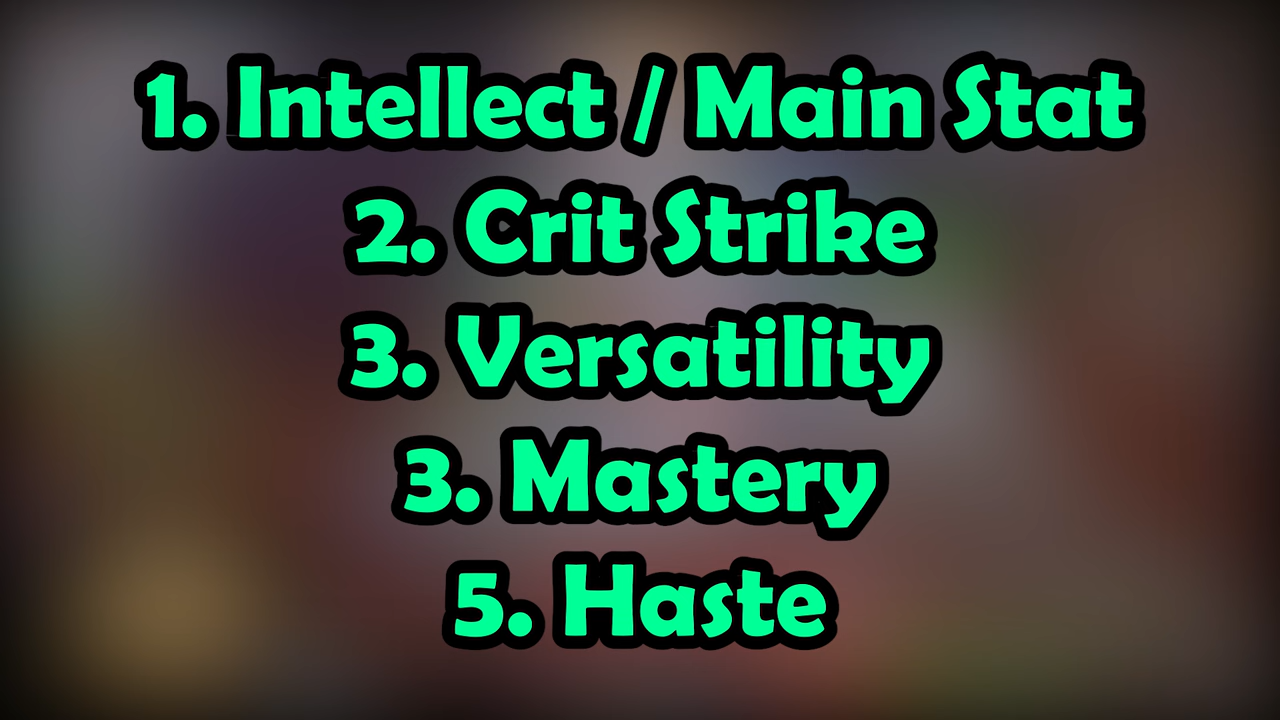 1. Intellect / Main Stat
2. Crit Strike
3. Versatility
3. Mastery
5. Haste